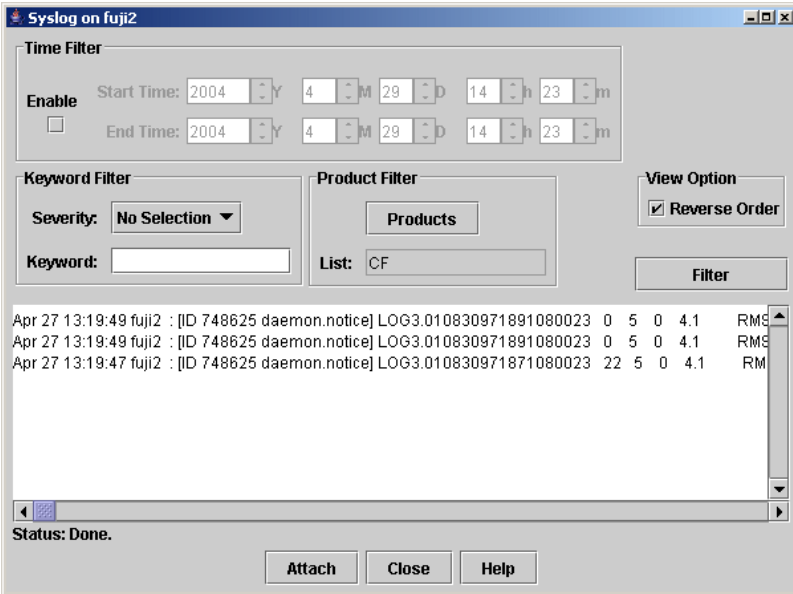 Syslog on fuji2
Time Filter
Enable
Start Time: 2004 Y 4 M 29 D 14 h 23 m
End Time: 2004 Y 4 M 29 D 14 h 23 m
Keyword Filter
Severity: No Selection
Keyword:
Product Filter
Products
List: CF
View Option
Reverse Order
Filter
Apr 27 13:19:49 fuji2 : [ID 748625 daemon.notice] LOG3.010830971891080023 0 5 0 4.1 RMS
Apr 27 13:19:49 fuji2 : [ID 748625 daemon.notice] LOG3.010830971891080023 0 5 0 4.1 RMS
Apr 27 13:19:47 fuji2 : [ID 748625 daemon.notice] LOG3.010830971871080023 22 5 0 4.1 RM
Status: Done.
Attach Close Help